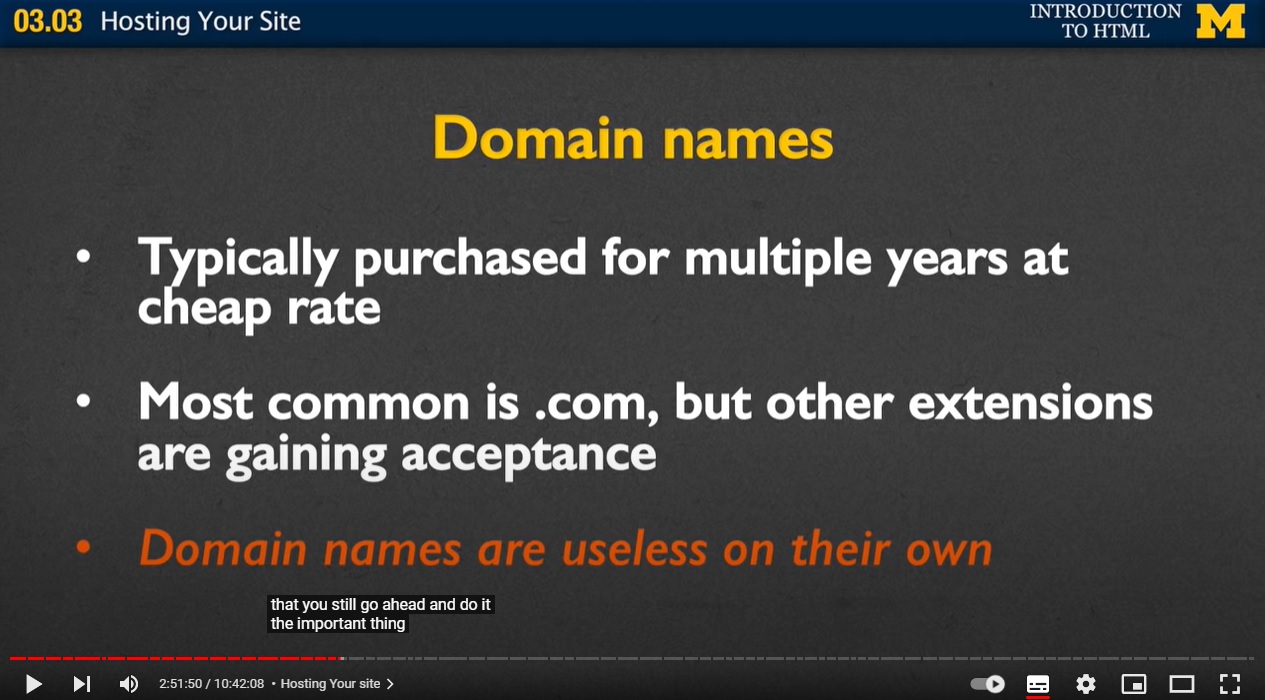 03.03 Hosting Your Site
INTRODUCTION
TO HTML
M
Domain names
• Typically purchased for multiple years at
cheap rate
• Most common is .com, but other extensions
are gaining acceptance
• Domain names are useless on their own
that you still go ahead and do it
the important thing
2:51:50 / 10:42:08 • Hosting Your site